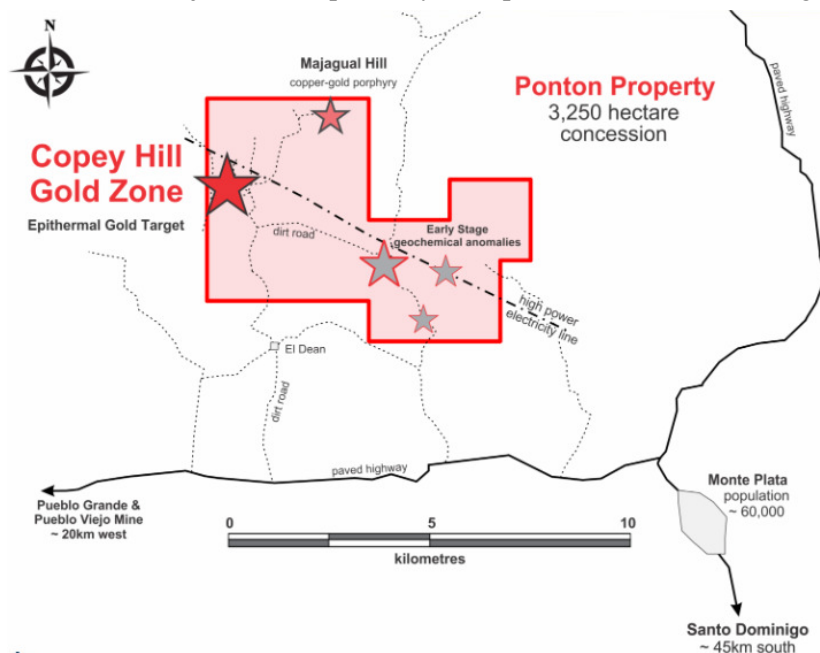 N
Majagual Hill
copper-gold porphyry
Ponton Property
3,250 hectare
concession
paved highway
Copey Hill
Gold Zone
Epithermal Gold Target
dirt road
Early Stage
geochemical anomalies
high power
electricity line
El Dean
dirt road
paved highway
Pueblo Grande &
Pueblo Viejo Mine
~ 20km west
Monte Plata
population
~ 60,000
0 5 10
kilometres
Santo Dominigo
~ 45km south